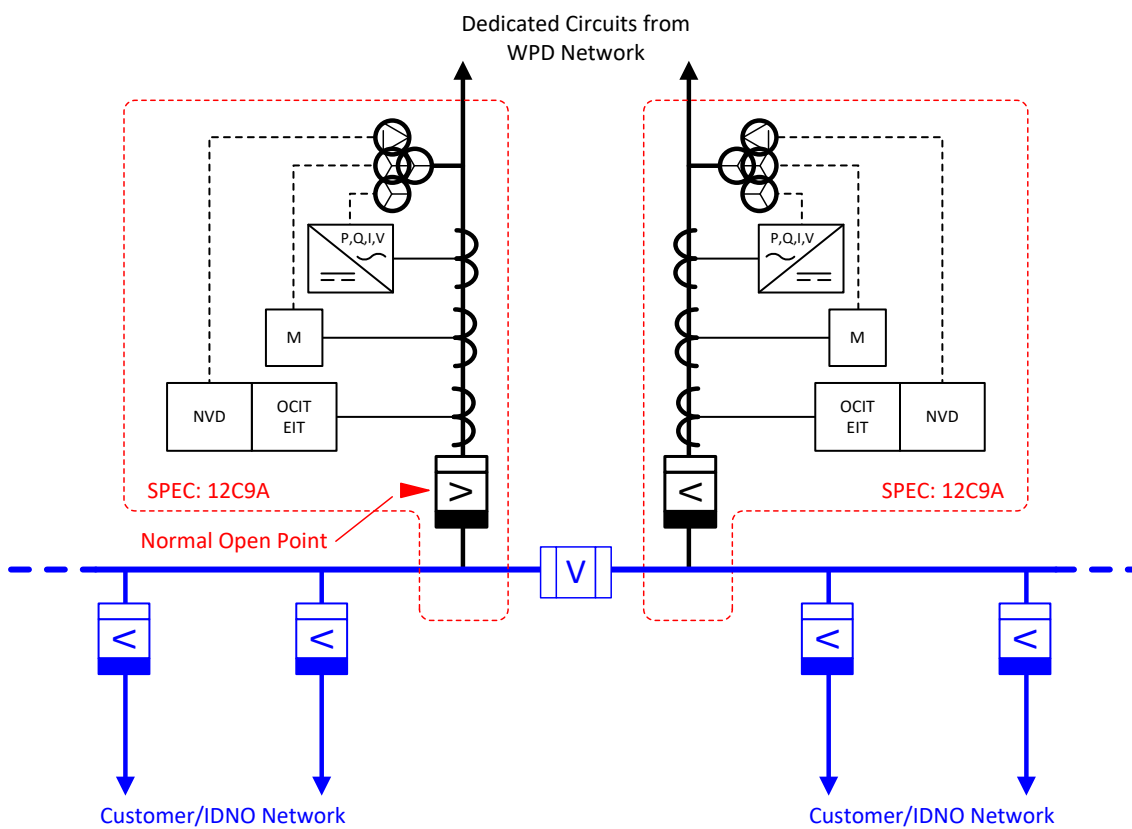 Dedicated Circuits from
WPD Network
P,Q,I,V
P,Q,I,V
M
M
NVD
OCIT
EIT
OCIT
EIT
NVD
SPEC: 12C9A
SPEC: 12C9A
Normal Open Point
V
Customer/IDNO Network
Customer/IDNO Network